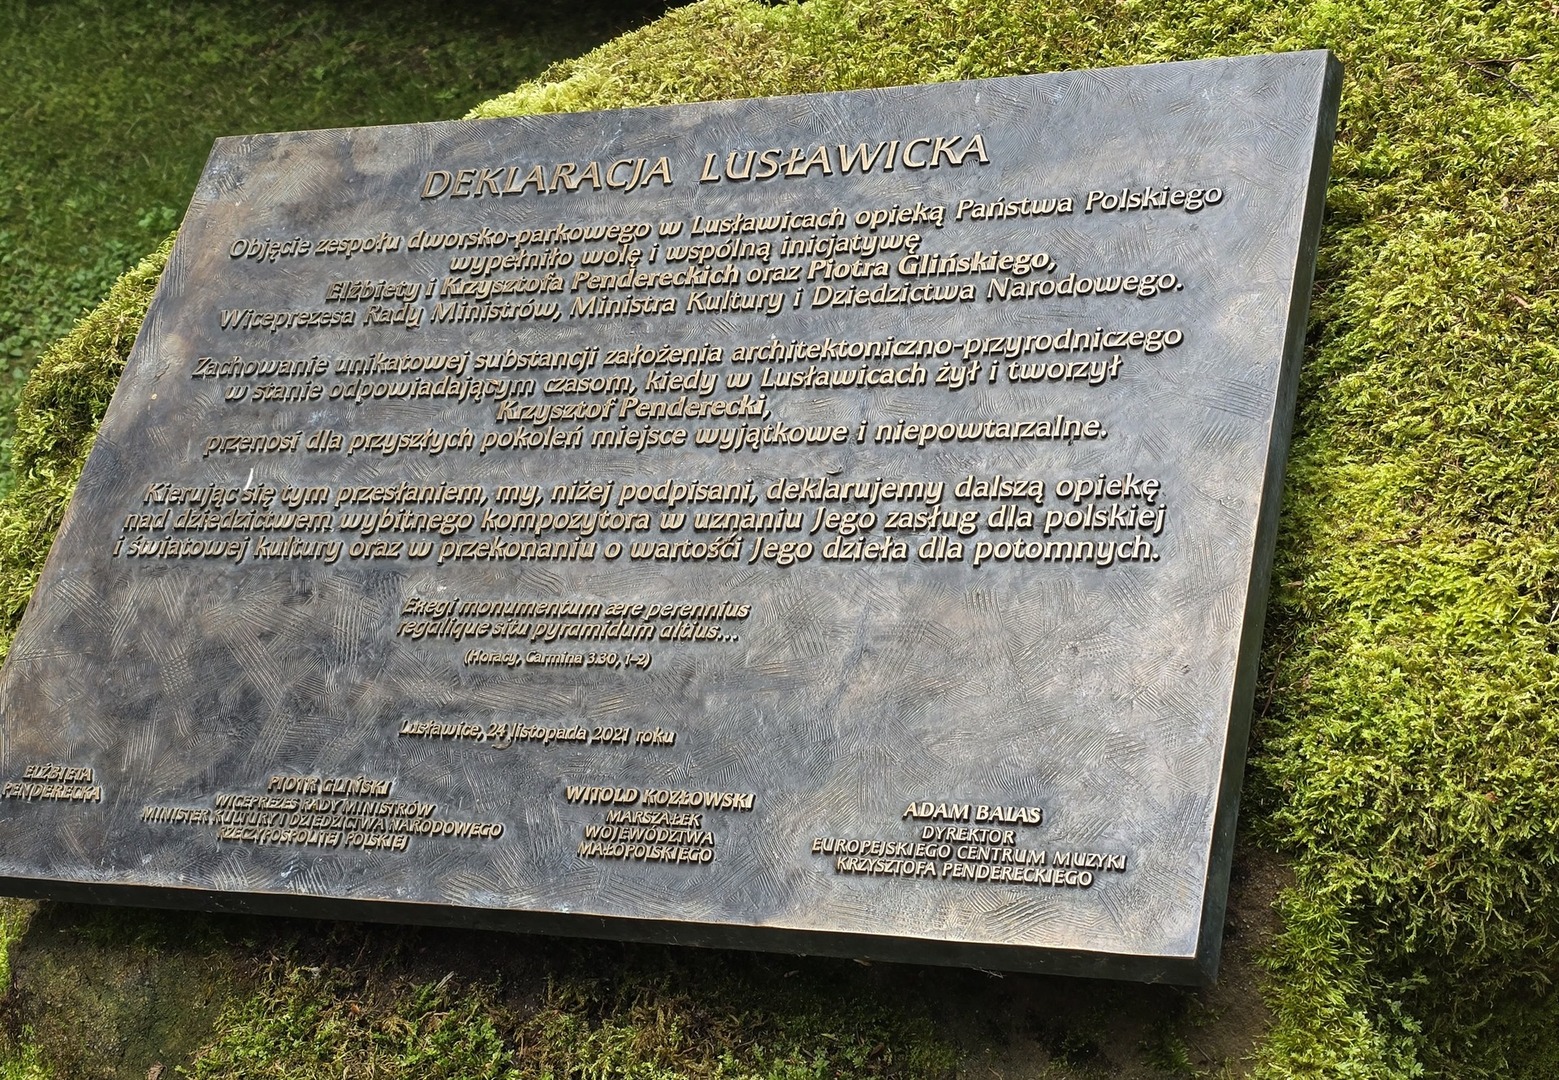 DEKLARACJA LUSŁAWICKA
Objęcie zespołu dworsko-parkowego w Lusławicach opieką Państwa Polskiego
wypełniło wolę i wspólną inicjatywę
Elżbiety i Krzysztofa Pendereckich oraz Piotra Glińskiego,
Wiceprezesa Rady Ministrów, Ministra Kultury i Dziedzictwa Narodowego.
Zachowanie unikatowej substancji założenia architektoniczno-przyrodniczego
w stanie odpowiadającym czasom, kiedy w Lusławicach żył i tworzył
Krzysztof Penderecki,
przenosi dla przyszłych pokoleń miejsce wyjątkowe i niepowtarzalne.
Kierując się tym przesłaniem, my, niżej podpisani, deklarujemy dalszą opiekę
nad dziedzictwem wybitnego kompozytora w uznaniu Jego zasług dla polskiej
i światowej kultury oraz w przekonaniu o wartośći Jego dzieła dla potomnych.
Exegi monumentum ære perennius
regalique situ pyramidum altius...
(Horacy, Carmina 3.30, 1-2)
Lusławice, 24 listopada 2021 roku
ELŻBIETA
PENDERECKA
PIOTR GLIŃSKI
WICEPREZES RADY MINISTRÓW
MINISTER KULTURY I DZIEDZICTWA NARODOWEGO
RZECZYPOSPOLITEJ POLSKIEJ
WITOLD KOZŁOWSKI
MARSZAŁEK
WOJEWÓDZTWA
MAŁOPOLSKIEGO
ADAM BALAS
DYREKTOR
EUROPEJSKIEGO CENTRUM MUZYKI
KRZYSZTOFA PENDERECKIEGO